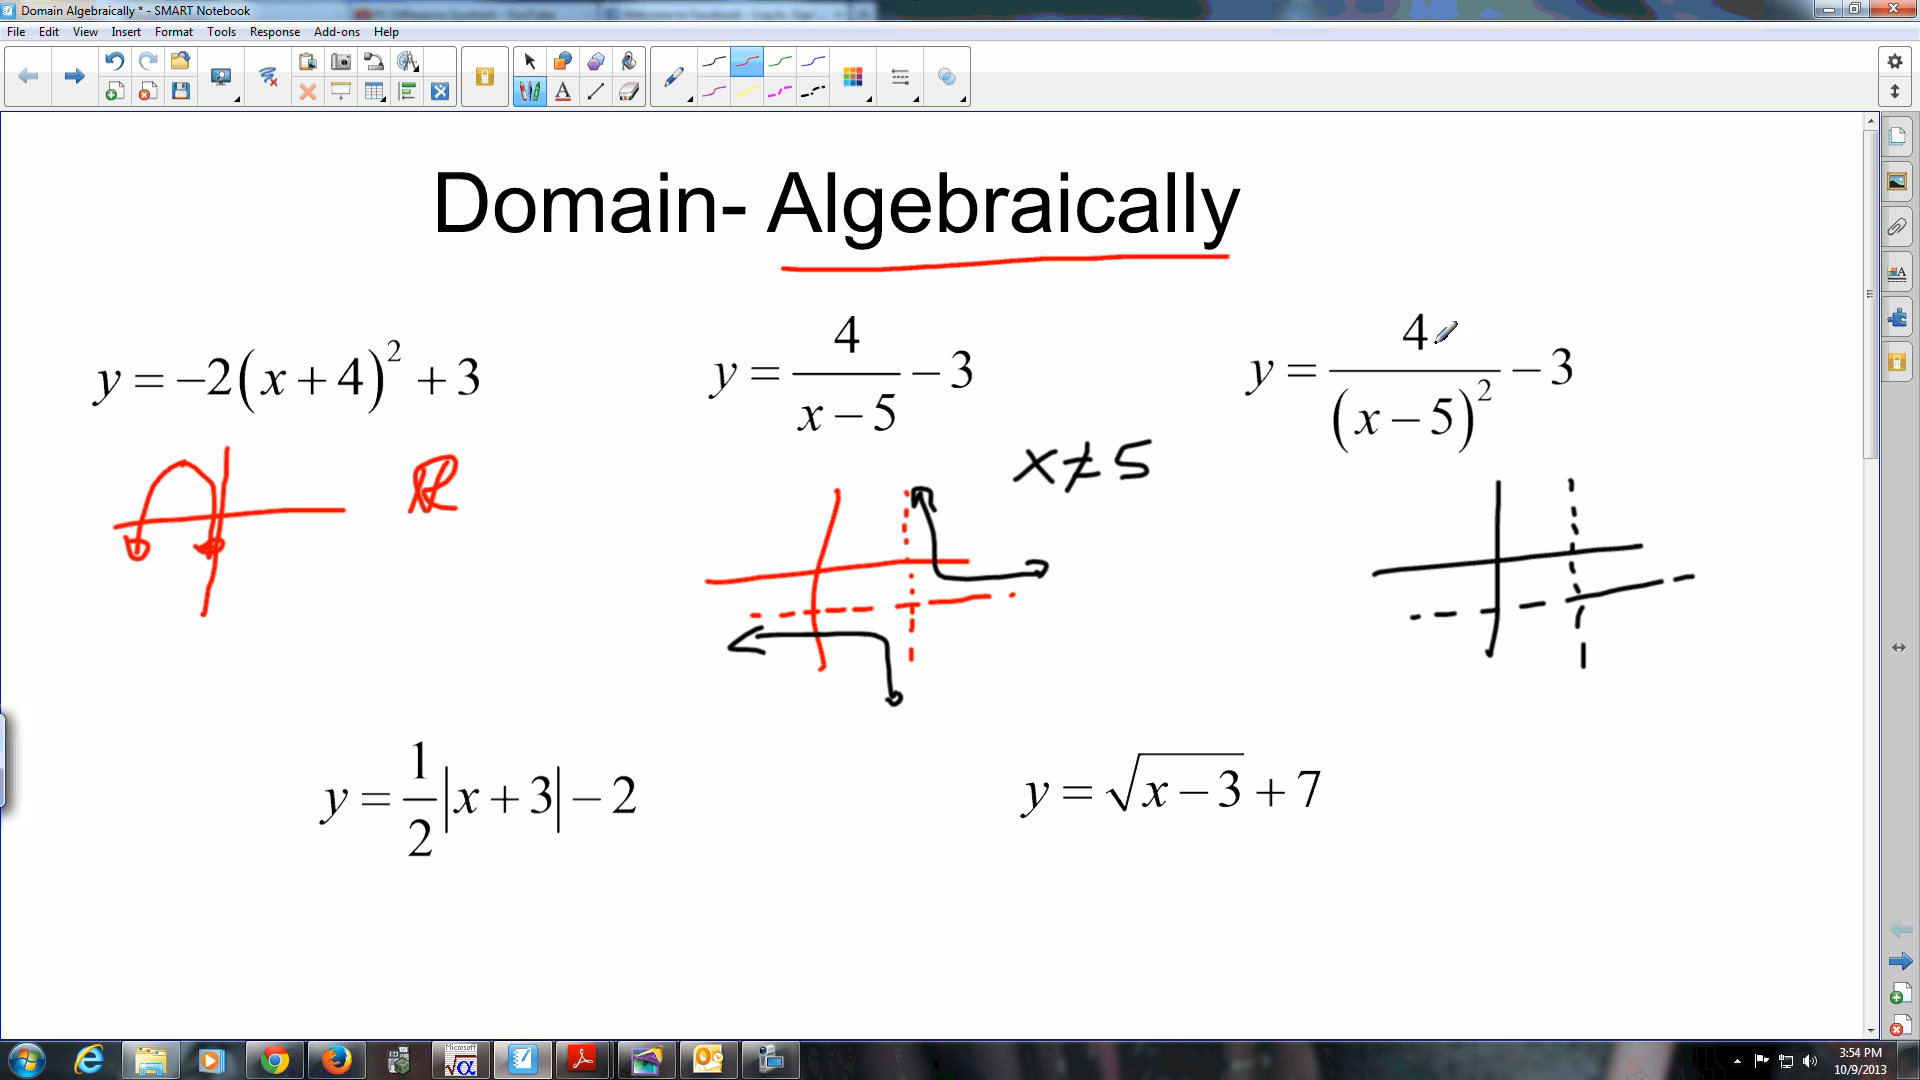 Domain Algebraically * - SMART Notebook
File Edit View Insert Format Tools Response Add-ons Help
Domain- Algebraically
y = −2(x + 4)² + 3
y = 4/(x − 5) − 3
y = 4/(x − 5)² − 3
ℝ
x ≠ 5
y = 1/2|x + 3| − 2
y = √(x − 3) + 7
Microsoft
√α
3:54 PM
10/9/2013